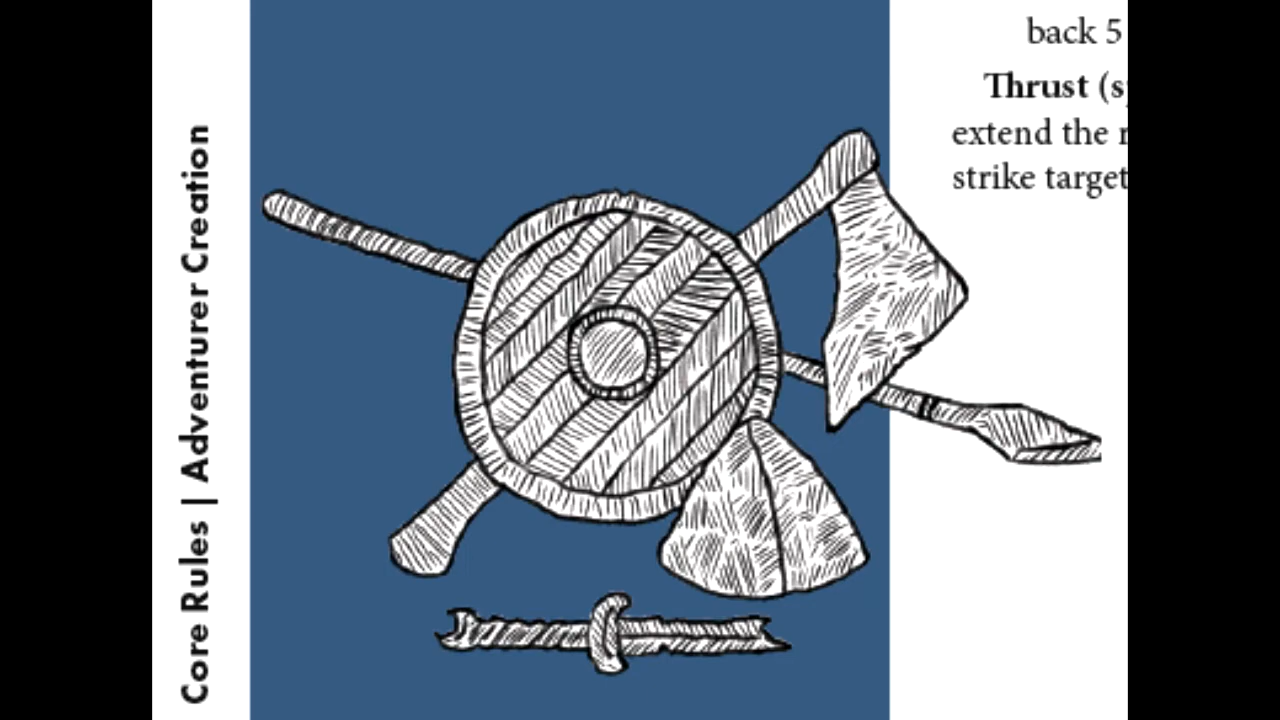 Core Rules | Adventurer Creation
back 5
Thrust (
extend the
strike target